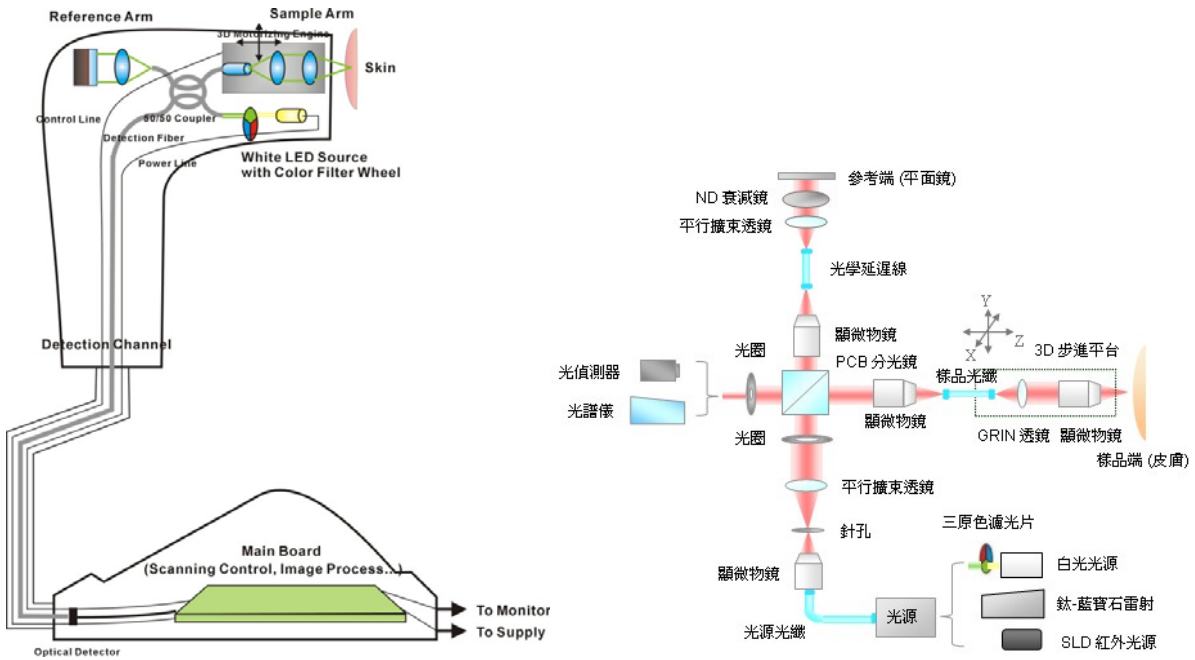 Reference Arm
Sample Arm
3D Motorizing Engine
Skin
Control Line
50/50 Coupler
Detection Fiber
Power Line
White LED Source
with Color Filter Wheel
Detection Channel
Main Board
(Scanning Control, Image Process...)
To Monitor
To Supply
Optical Detector
參考端 (平面鏡)
ND 衰減鏡
平行擴束透鏡
光學延遲線
顯微物鏡
光圈
PCB 分光鏡
光偵測器
光譜儀
Y
X
Z
3D 步進平台
樣品光纖
顯微物鏡
GRIN 透鏡
顯微物鏡
樣品端 (皮膚)
光圈
平行擴束透鏡
針孔
顯微物鏡
光源光纖
光源
三原色濾光片
白光光源
鈦-藍寶石雷射
SLD 紅外光源